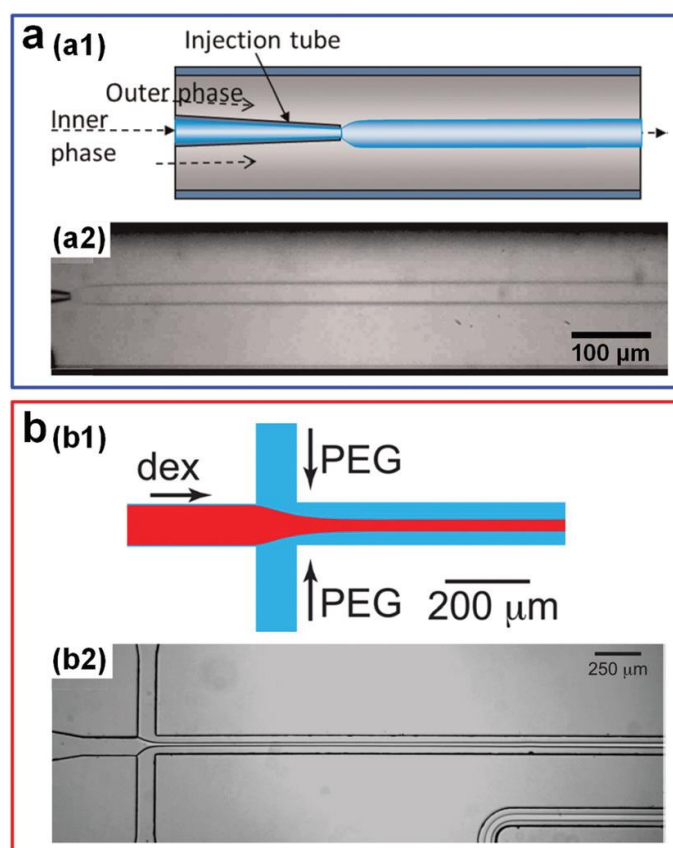 a (a1)
Injection tube
Outer phase
Inner
phase
(a2)
100 µm
b (b1)
dex
PEG
PEG
200 µm
(b2)
250 µm